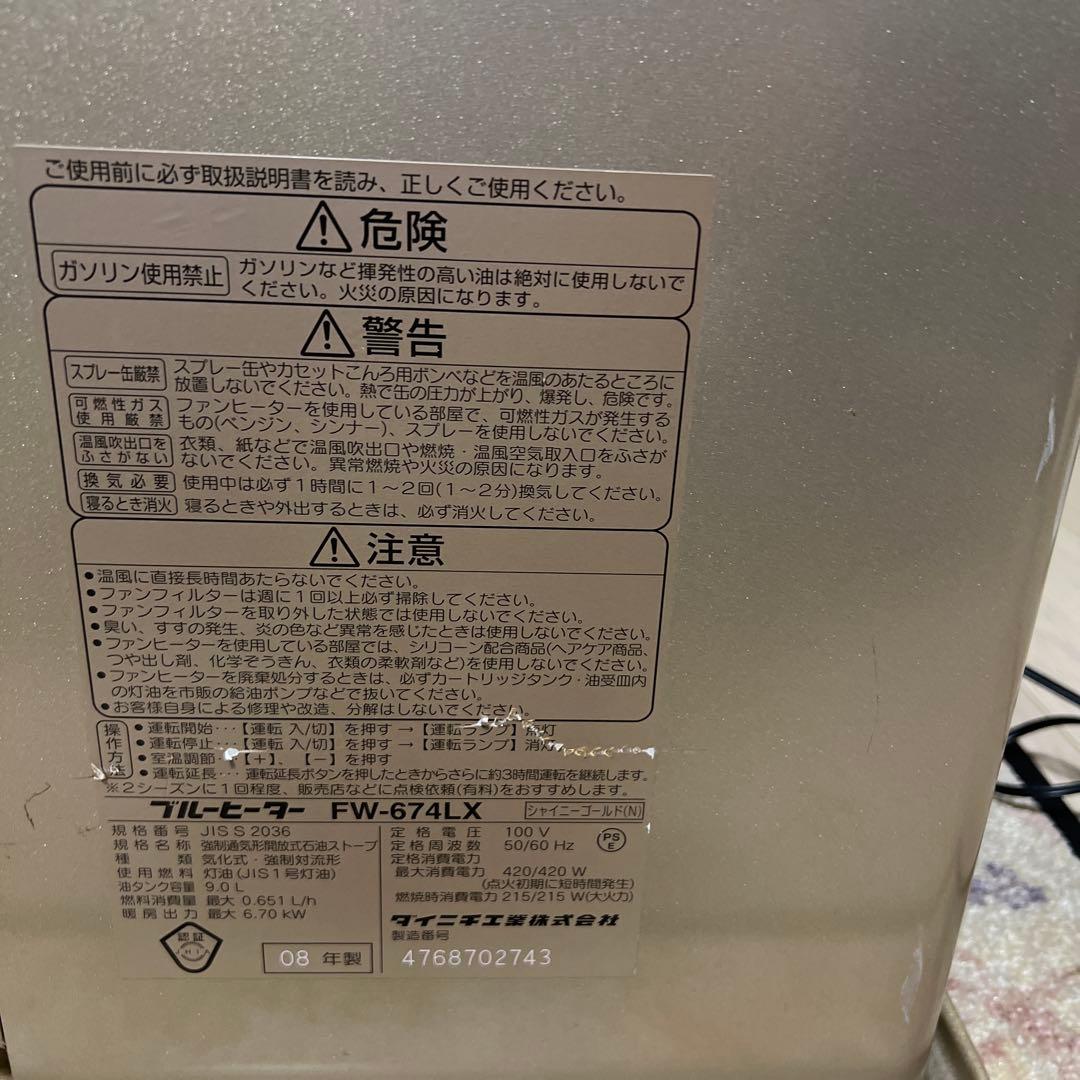 ご使用前に必ず取扱説明書を読み、正しくご使用ください。
危険
ガソリン使用禁止 ガソリンなど揮発性の高い油は絶対に使用しないで
ください。火災の原因になります。
警告
スプレー缶厳禁 スプレー缶やカセットこんろ用ボンベなどを温風のあたるところに
放置しないでください。熱で缶の圧力が上がり、爆発し、危険です。
可燃性ガス
使用厳禁
ファンヒーターを使用している部屋で、可燃性ガスが発生する
もの(ベンジン、シンナー)、スプレーを使用しないでください。
温風吹出口を
ふさがない
衣類、紙などで温風吹出口や燃焼・温風空気取入口をふさが
ないでください。異常燃焼や火災の原因になります。
換気必要 使用中は必ず1時間に1〜2回(1〜2分)換気してください。
寝るとき消火 寝るときや外出するときは、必ず消火してください。
注意
●温風に直接長時間あたらないでください。
●ファンフィルターは週に1回以上必ず掃除してください。
●ファンフィルターを取り外した状態では使用しないでください。
●臭い、すすの発生、炎の色など異常を感じたときは使用しないでください。
●ファンヒーターを使用している部屋では、シリコーン配合商品(ヘアケア商品、
つや出し剤、化学ぞうきん、衣類の柔軟剤など)を使用しないでください。
●ファンヒーターを廃棄処分するときは、必ずカートリッジタンク・油受皿内
の灯油を市販の給油ポンプなどで抜いてください。
●お客様自身による修理や改造、分解はしないでください。
操作方法
●運転開始･･･【運転 入/切】を押す→【運転ランプ】点灯
●運転停止･･･【運転 入/切】を押す→【運転ランプ】消灯
●室温調節･･･【+】、【−】を押す
●運転延長･･･運転延長ボタンを押したときからさらに約3時間運転を継続します。
※2シーズンに1回程度、販売店などに点検依頼(有料)をおすすめします。
ブルーヒーター FW-674LX シャイニーゴールド(N)
規格番号 JIS S 2036
規格名称 強制通気形開放式石油ストーブ
種類 気化式・強制対流形
使用燃料 灯油(JIS1号灯油)
油タンク容量 9.0 L
燃料消費量 最大 0.651 L/h
暖房出力 最大 6.70 kW
認証
JHIA
08 年製
定格電圧 100 V
定格周波数 50/60 Hz
PS
E
定格消費電力
最大消費電力 420/420 W
(点火初期に短時間発生)
燃焼時消費電力 215/215 W(大火力)
ダイニチ工業株式会社
製造番号
4768702743